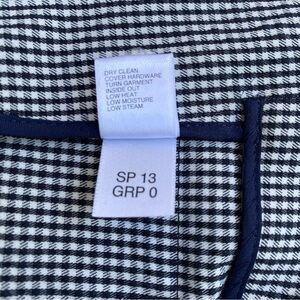 DRY CLEAN
COVER HARDWARE
TURN GARMENT
INSIDE OUT
LOW HEAT
LOW MOISTURE
LOW STEAM
SP 13
GRP 0